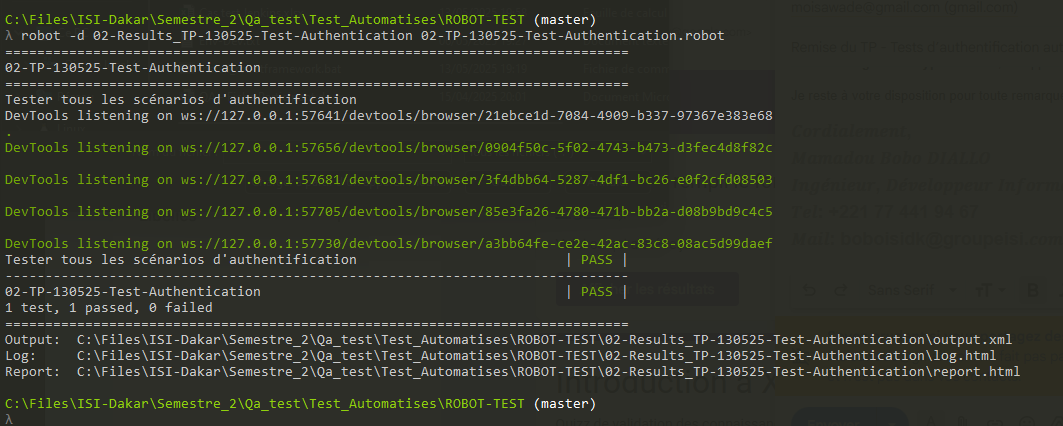 C:\Files\ISI-Dakar\Semestre_2\Qa_test\Test_Automatises\ROBOT-TEST (master)
λ robot -d 02-Results_TP-130525-Test-Authentication 02-TP-130525-Test-Authentication.robot
==============================================================================
02-TP-130525-Test-Authentication
==============================================================================
Tester tous les scénarios d'authentification
DevTools listening on ws://127.0.0.1:57641/devtools/browser/21ebce1d-7084-4909-b337-97367e383e68
.
DevTools listening on ws://127.0.0.1:57656/devtools/browser/0904f50c-5f02-4743-b473-d3fec4d8f82c
DevTools listening on ws://127.0.0.1:57681/devtools/browser/3f4dbb64-5287-4df1-bc26-e0f2cfd08503
DevTools listening on ws://127.0.0.1:57705/devtools/browser/85e3fa26-4780-471b-bb2a-d08b9bd9c4c5
DevTools listening on ws://127.0.0.1:57730/devtools/browser/a3bb64fe-ce2e-42ac-83c8-08ac5d99daef
Tester tous les scénarios d'authentification | PASS |
------------------------------------------------------------------------------
02-TP-130525-Test-Authentication | PASS |
1 test, 1 passed, 0 failed
==============================================================================
Output: C:\Files\ISI-Dakar\Semestre_2\Qa_test\Test_Automatises\ROBOT-TEST\02-Results_TP-130525-Test-Authentication\output.xml
Log: C:\Files\ISI-Dakar\Semestre_2\Qa_test\Test_Automatises\ROBOT-TEST\02-Results_TP-130525-Test-Authentication\log.html
Report: C:\Files\ISI-Dakar\Semestre_2\Qa_test\Test_Automatises\ROBOT-TEST\02-Results_TP-130525-Test-Authentication\report.html
C:\Files\ISI-Dakar\Semestre_2\Qa_test\Test_Automatises\ROBOT-TEST (master)
λ
Cordialement,
Sans Serif
Introduction à X